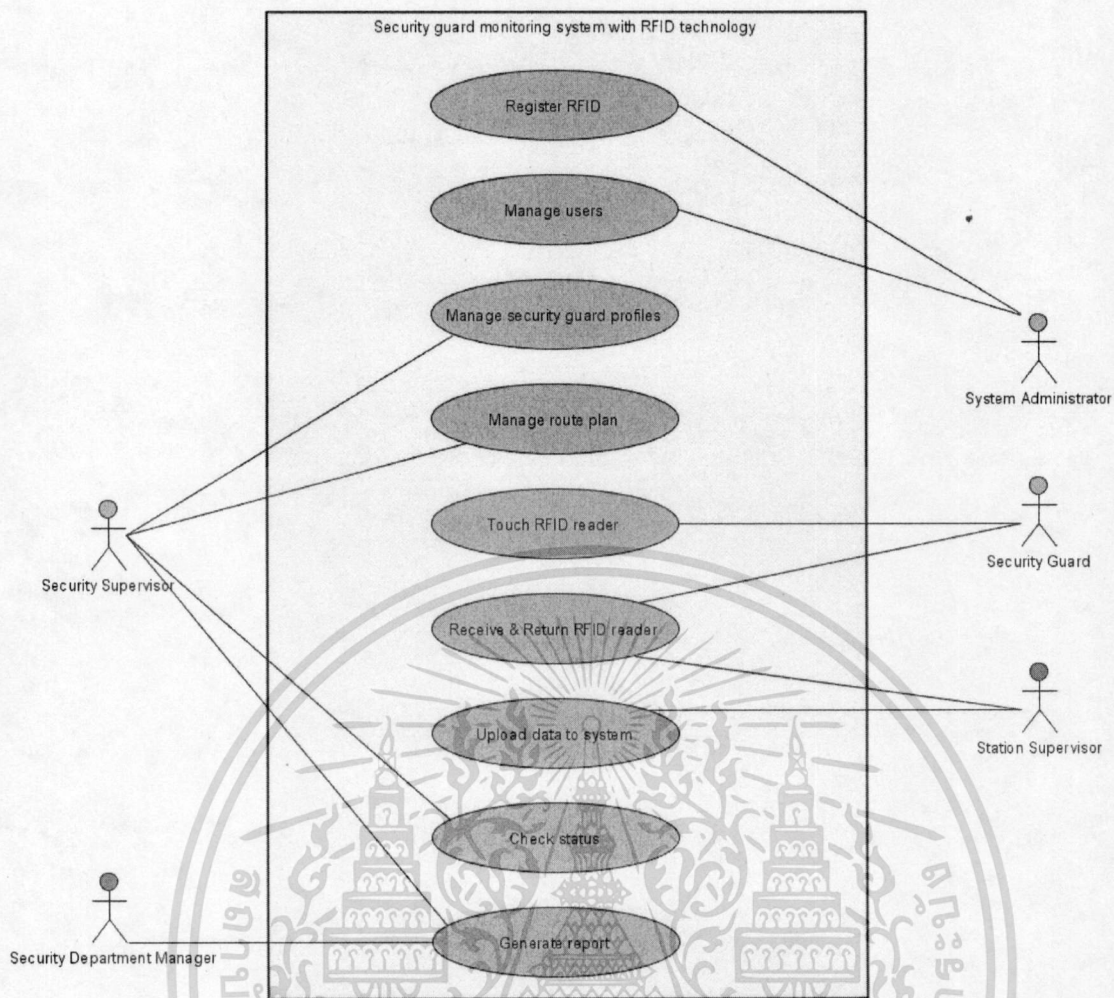 Security guard monitoring system with RFID technology
Register RFID
Manage users
Manage security guard profiles
System Administrator
Manage route plan
Touch RFID reader
Security Guard
Security Supervisor
Receive & Return RFID reader
Upload data to system
Station Supervisor
Check status
Generate report
Security Department Manager